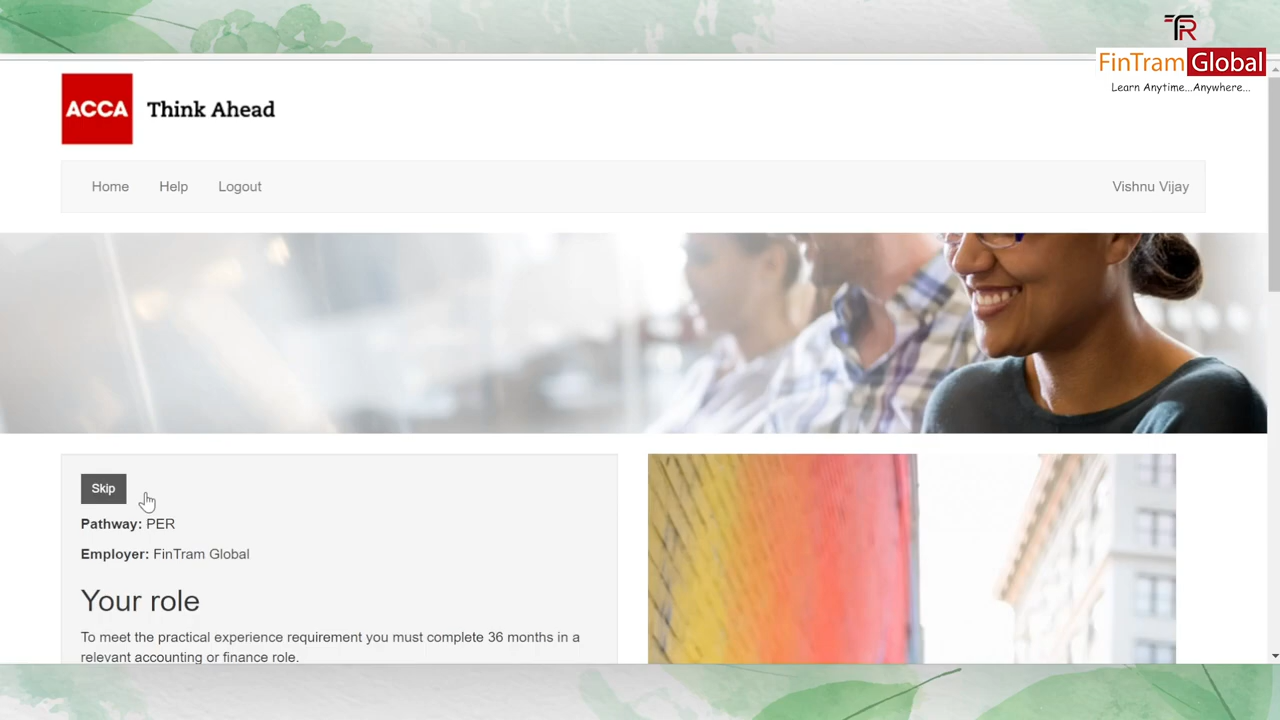 FinTram Global
Learn Anytime...Anywhere...
ACCA Think Ahead
Home Help Logout Vishnu Vijay
Skip
Pathway: PER
Employer: FinTram Global
Your role
To meet the practical experience requirement you must complete 36 months in a
relevant accounting or finance role.